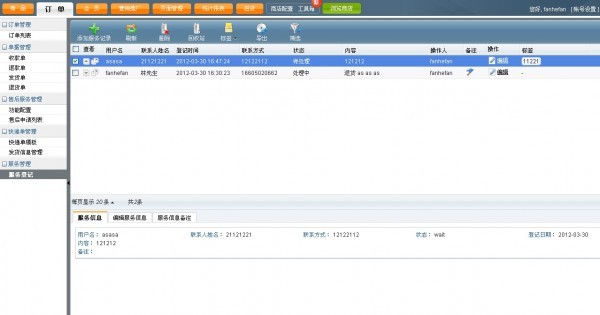 商品 订 单 会员 营销推广 页面管理 统计报表 商店配置 工具箱 浏览商店 您好, fanhefan [帐号设置]
订单管理
订单列表
单据管理
收款单
退款单
发货单
退货单
售后服务管理
功能配置
售后申请列表
快递单管理
快递单模板
发货信息管理
服务管理
服务登记
添加服务记录 刷新 删除 回收站 标签... 导出 筛选
查看 用户名 联系人姓名 登记时间 联系方式 状态 内容 操作人 备注 操作 标签
asasa 21121221 2012-03-30 16:47:24 12122112 待处理 121212 fanhefan 编辑 11221
fanhefan 林先生 2012-03-30 16:30:23 18605020662 处理中 退货 as as as fanhefan 编辑 -
每页显示 20条 共2条
服务信息 编辑服务信息 服务信息备注
用户名: asasa 联系人姓名: 21121221 联系方式: 12122112 状态: wait 登记日期: 2012-03-30
内容: 121212
备注: